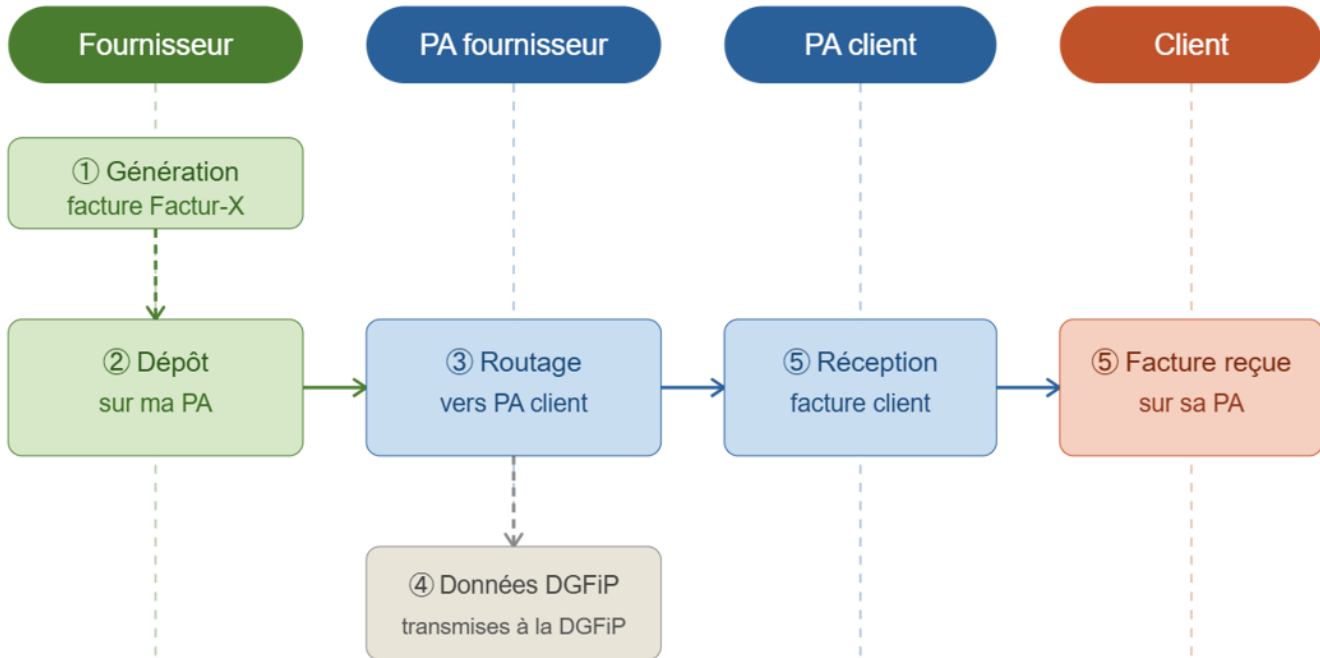 Fournisseur
PA fournisseur
PA client
Client
① Génération
facture Factur-X
② Dépôt
sur ma PA
③ Routage
vers PA client
⑤ Réception
facture client
⑤ Facture reçue
sur sa PA
④ Données DGFiP
transmises à la DGFiP